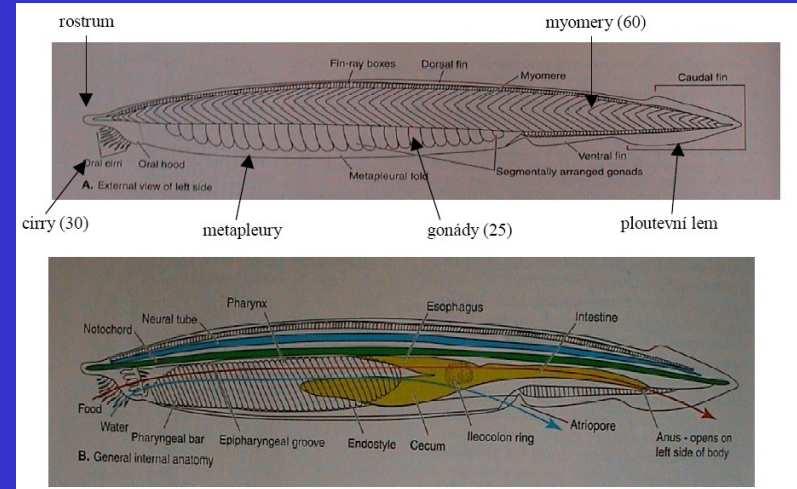 rostrum
myomery (60)
Fin-ray boxes
Dorsal fin
Myomere
Caudal fin
Oral cirri
Oral hood
Metapleural fold
Ventral fin
Segmentally arranged gonads
A. External view of left side
cirry (30)
metapleury
gonády (25)
ploutevní lem
Pharynx
Esophagus
Neural tube
Intestine
Notochord
Food
Water
Pharyngeal bar
Epipharyngeal groove
Endostyle
Cecum
Ileocolon ring
Atriopore
Anus - opens on
left side of body
B. General internal anatomy